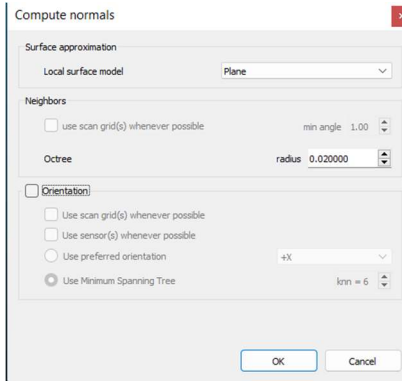 Compute normals
Surface approximation
Local surface model Plane
Neighbors
use scan grid(s) whenever possible min angle 1.00
Octree radius 0.020000
Orientation
Use scan grid(s) whenever possible
Use sensor(s) whenever possible
Use preferred orientation +X
Use Minimum Spanning Tree knn = 6
OK Cancel